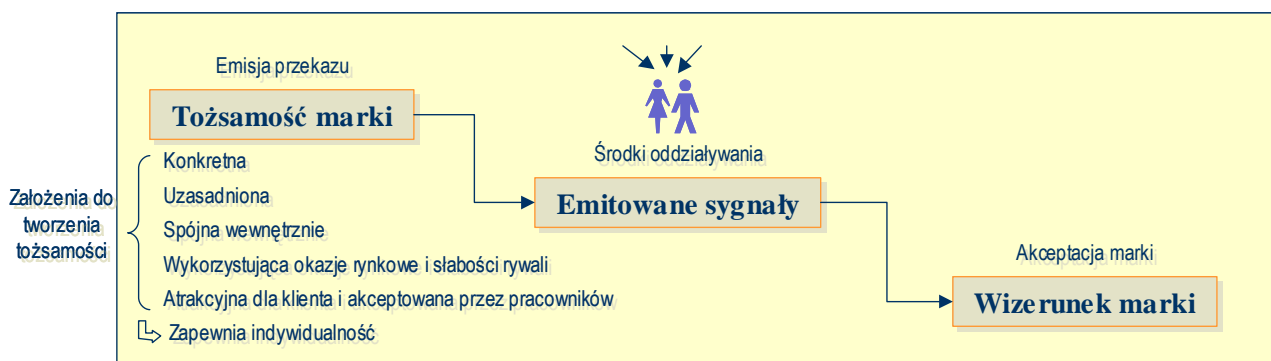 Emisja przekazu
Tożsamość marki
Środki oddziaływania
Założenia do
tworzenia
tożsamości
Konkretna
Uzasadniona
Spójna wewnętrznie
Wykorzystująca okazje rynkowe i słabości rywali
Atrakcyjna dla klienta i akceptowana przez pracowników
Zapewnia indywidualność
Emitowane sygnały
Akceptacja marki
Wizerunek marki